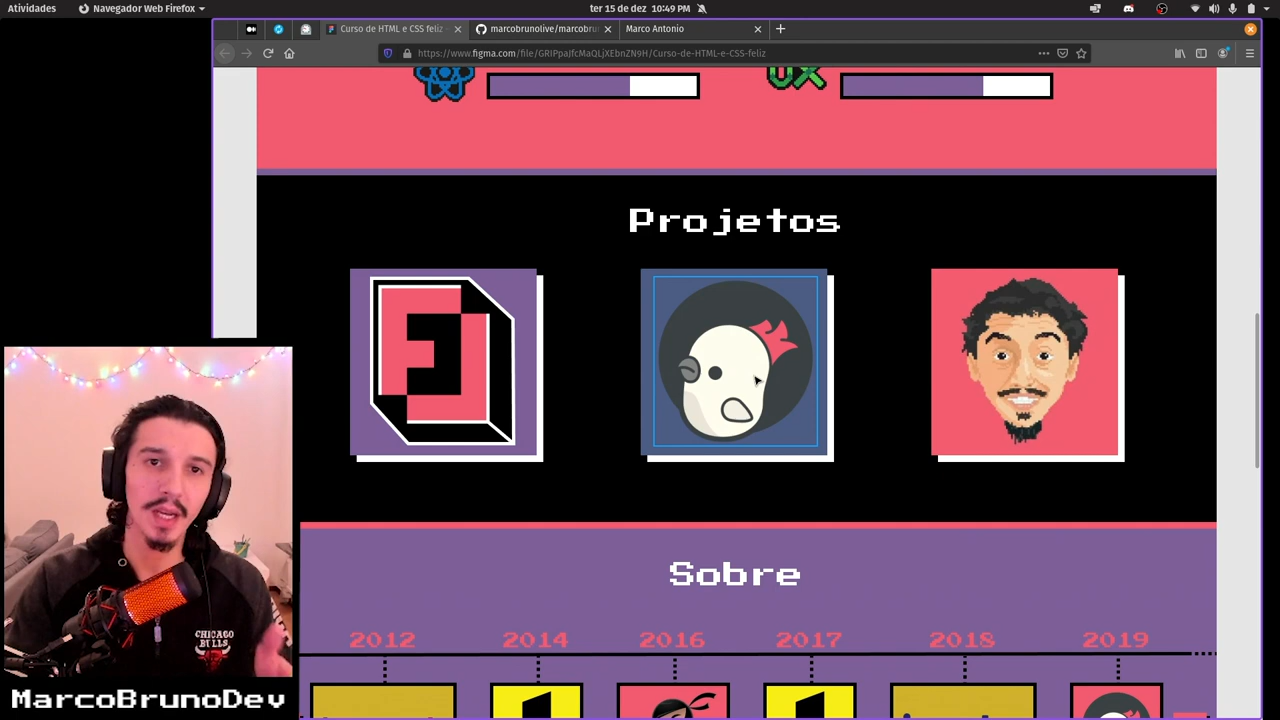 Atividades
Navegador Web Firefox
ter 15 de dez 10:49 PM
Curso de HTML e CSS feliz
marcobrunolive/marcobru
Marco Antonio
https://www.figma.com/file/GRIPpaJfcMaQLjXEbnZN9H/Curso-de-HTML-e-CSS-feliz
UX
Projetos
Sobre
2012
2014
2016
2017
2018
2019
CHICAGO
BULLS
MarcoBrunoDev